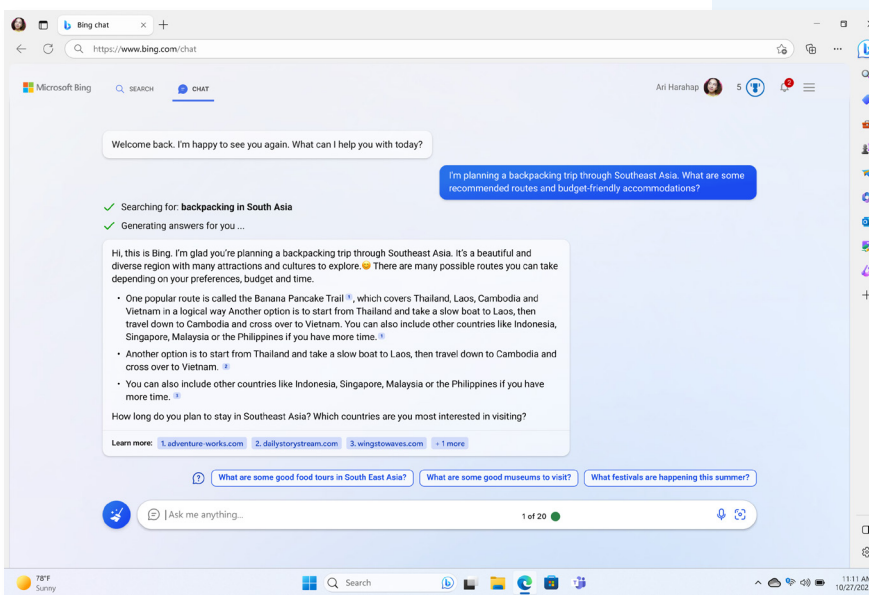 Bing chat
https://www.bing.com/chat
Microsoft Bing
SEARCH
CHAT
Ari Harahap
5
2
Welcome back. I'm happy to see you again. What can I help you with today?
I'm planning a backpacking trip through Southeast Asia. What are some
recommended routes and budget-friendly accommodations?
Searching for: backpacking in South Asia
Generating answers for you ...
Hi, this is Bing. I'm glad you're planning a backpacking trip through Southeast Asia. It's a beautiful and
diverse region with many attractions and cultures to explore.😊 There are many possible routes you can take
depending on your preferences, budget and time.
• One popular route is called the Banana Pancake Trail 1, which covers Thailand, Laos, Cambodia and
Vietnam in a logical way Another option is to start from Thailand and take a slow boat to Laos, then
travel down to Cambodia and cross over to Vietnam. You can also include other countries like Indonesia,
Singapore, Malaysia or the Philippines if you have more time.
• Another option is to start from Thailand and take a slow boat to Laos, then travel down to Cambodia and
cross over to Vietnam. 2
• You can also include other countries like Indonesia, Singapore, Malaysia or the Philippines if you have
more time. 3
How long do you plan to stay in Southeast Asia? Which countries are you most interested in visiting?
Learn more: 1. adventure-works.com 2. dailystorystream.com 3. wingstowaves.com + 1 more
What are some good food tours in South East Asia? What are some good museums to visit? What festivals are happening this summer?
Ask me anything...
1 of 20
78°F
Sunny
Search
11:11 AM
10/27/202